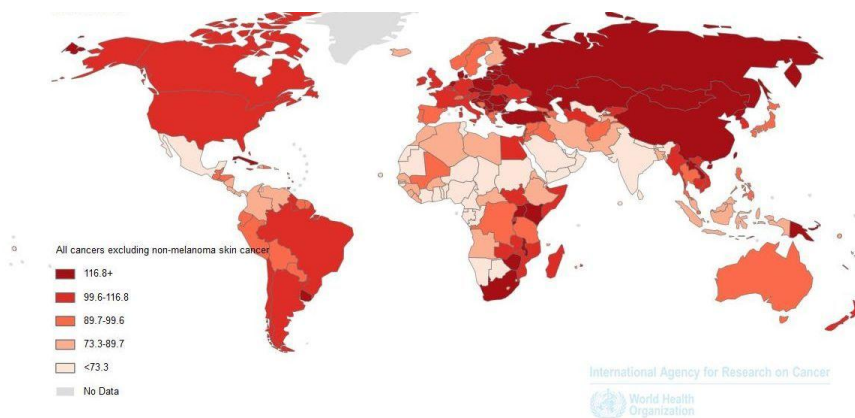 All cancers excluding non-melanoma skin cancer
116.8+
99.6-116.8
89.7-99.6
73.3-89.7
<73.3
No Data
International Agency for Research on Cancer
World Health
Organization